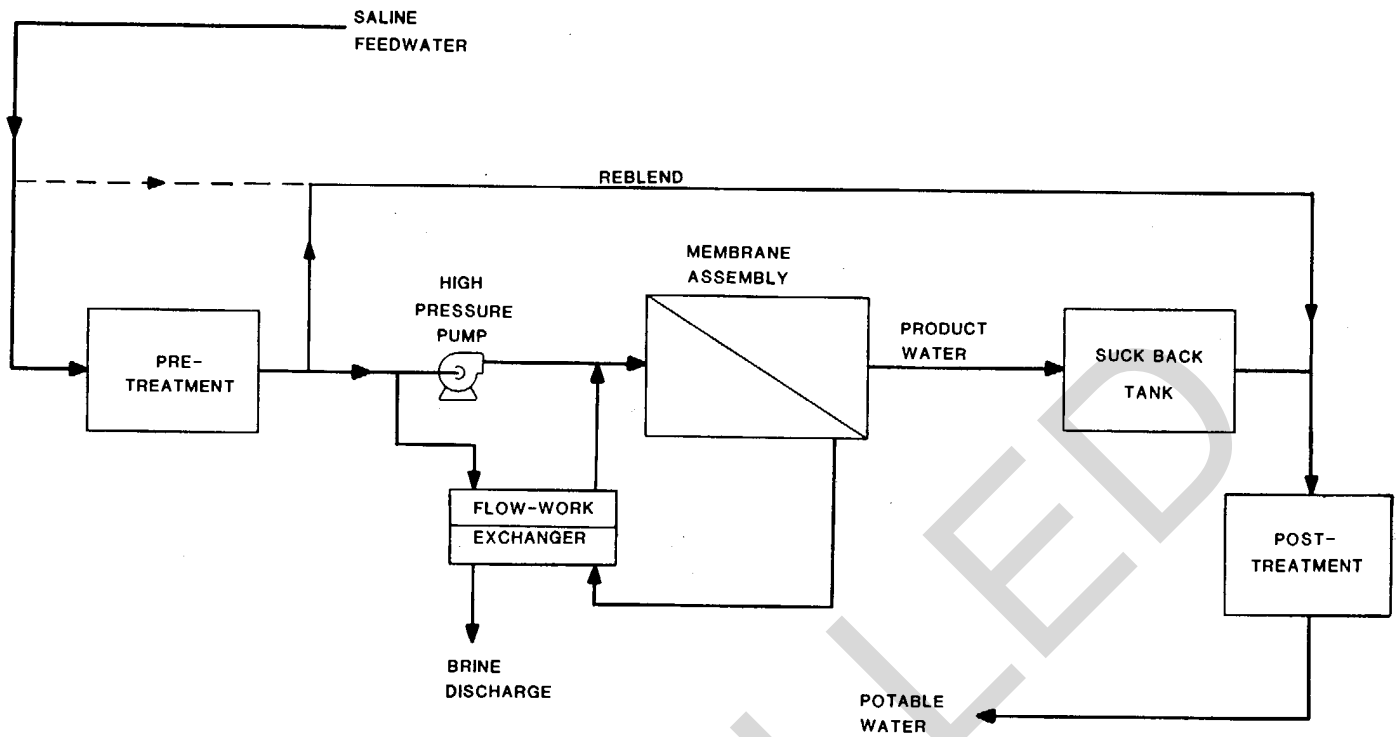 SALINE
FEEDWATER
REBLEND
MEMBRANE
ASSEMBLY
HIGH
PRESSURE
PUMP
PRODUCT
WATER
PRE-
TREATMENT
SUCK BACK
TANK
FLOW-WORK
EXCHANGER
POST-
TREATMENT
BRINE
DISCHARGE
POTABLE
WATER
LLED